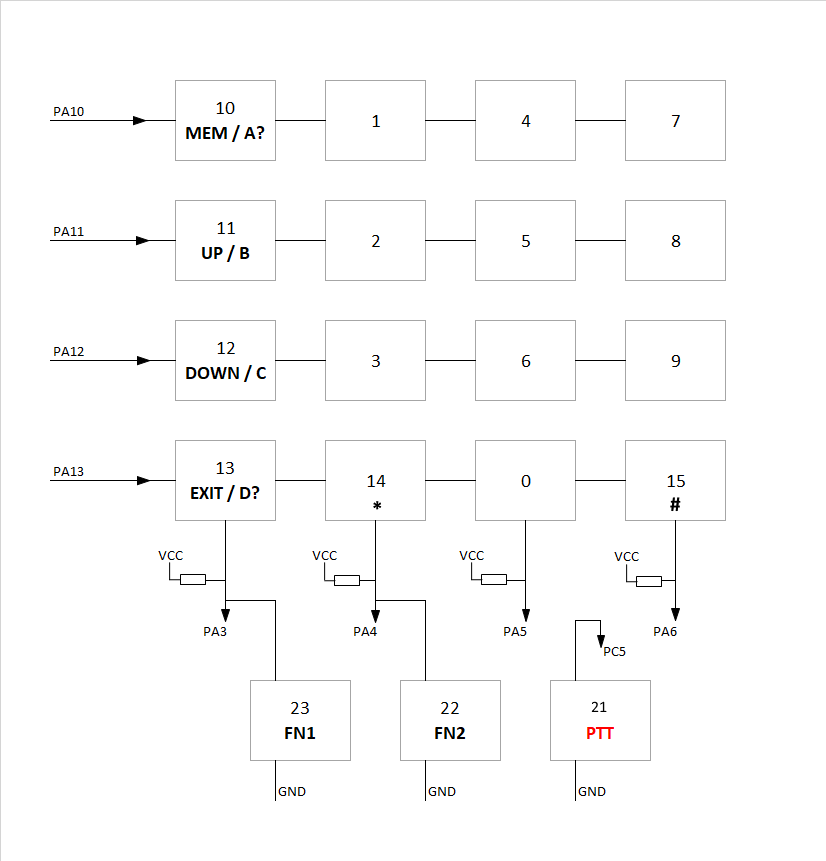 PA10
10
MEM / A?
1
4
7
PA11
11
UP / B
2
5
8
PA12
12
DOWN / C
3
6
9
PA13
13
EXIT / D?
14
*
0
15
#
VCC
VCC
VCC
VCC
PA3
PA4
PA5
PA6
PC5
23
FN1
22
FN2
21
PTT
GND
GND
GND